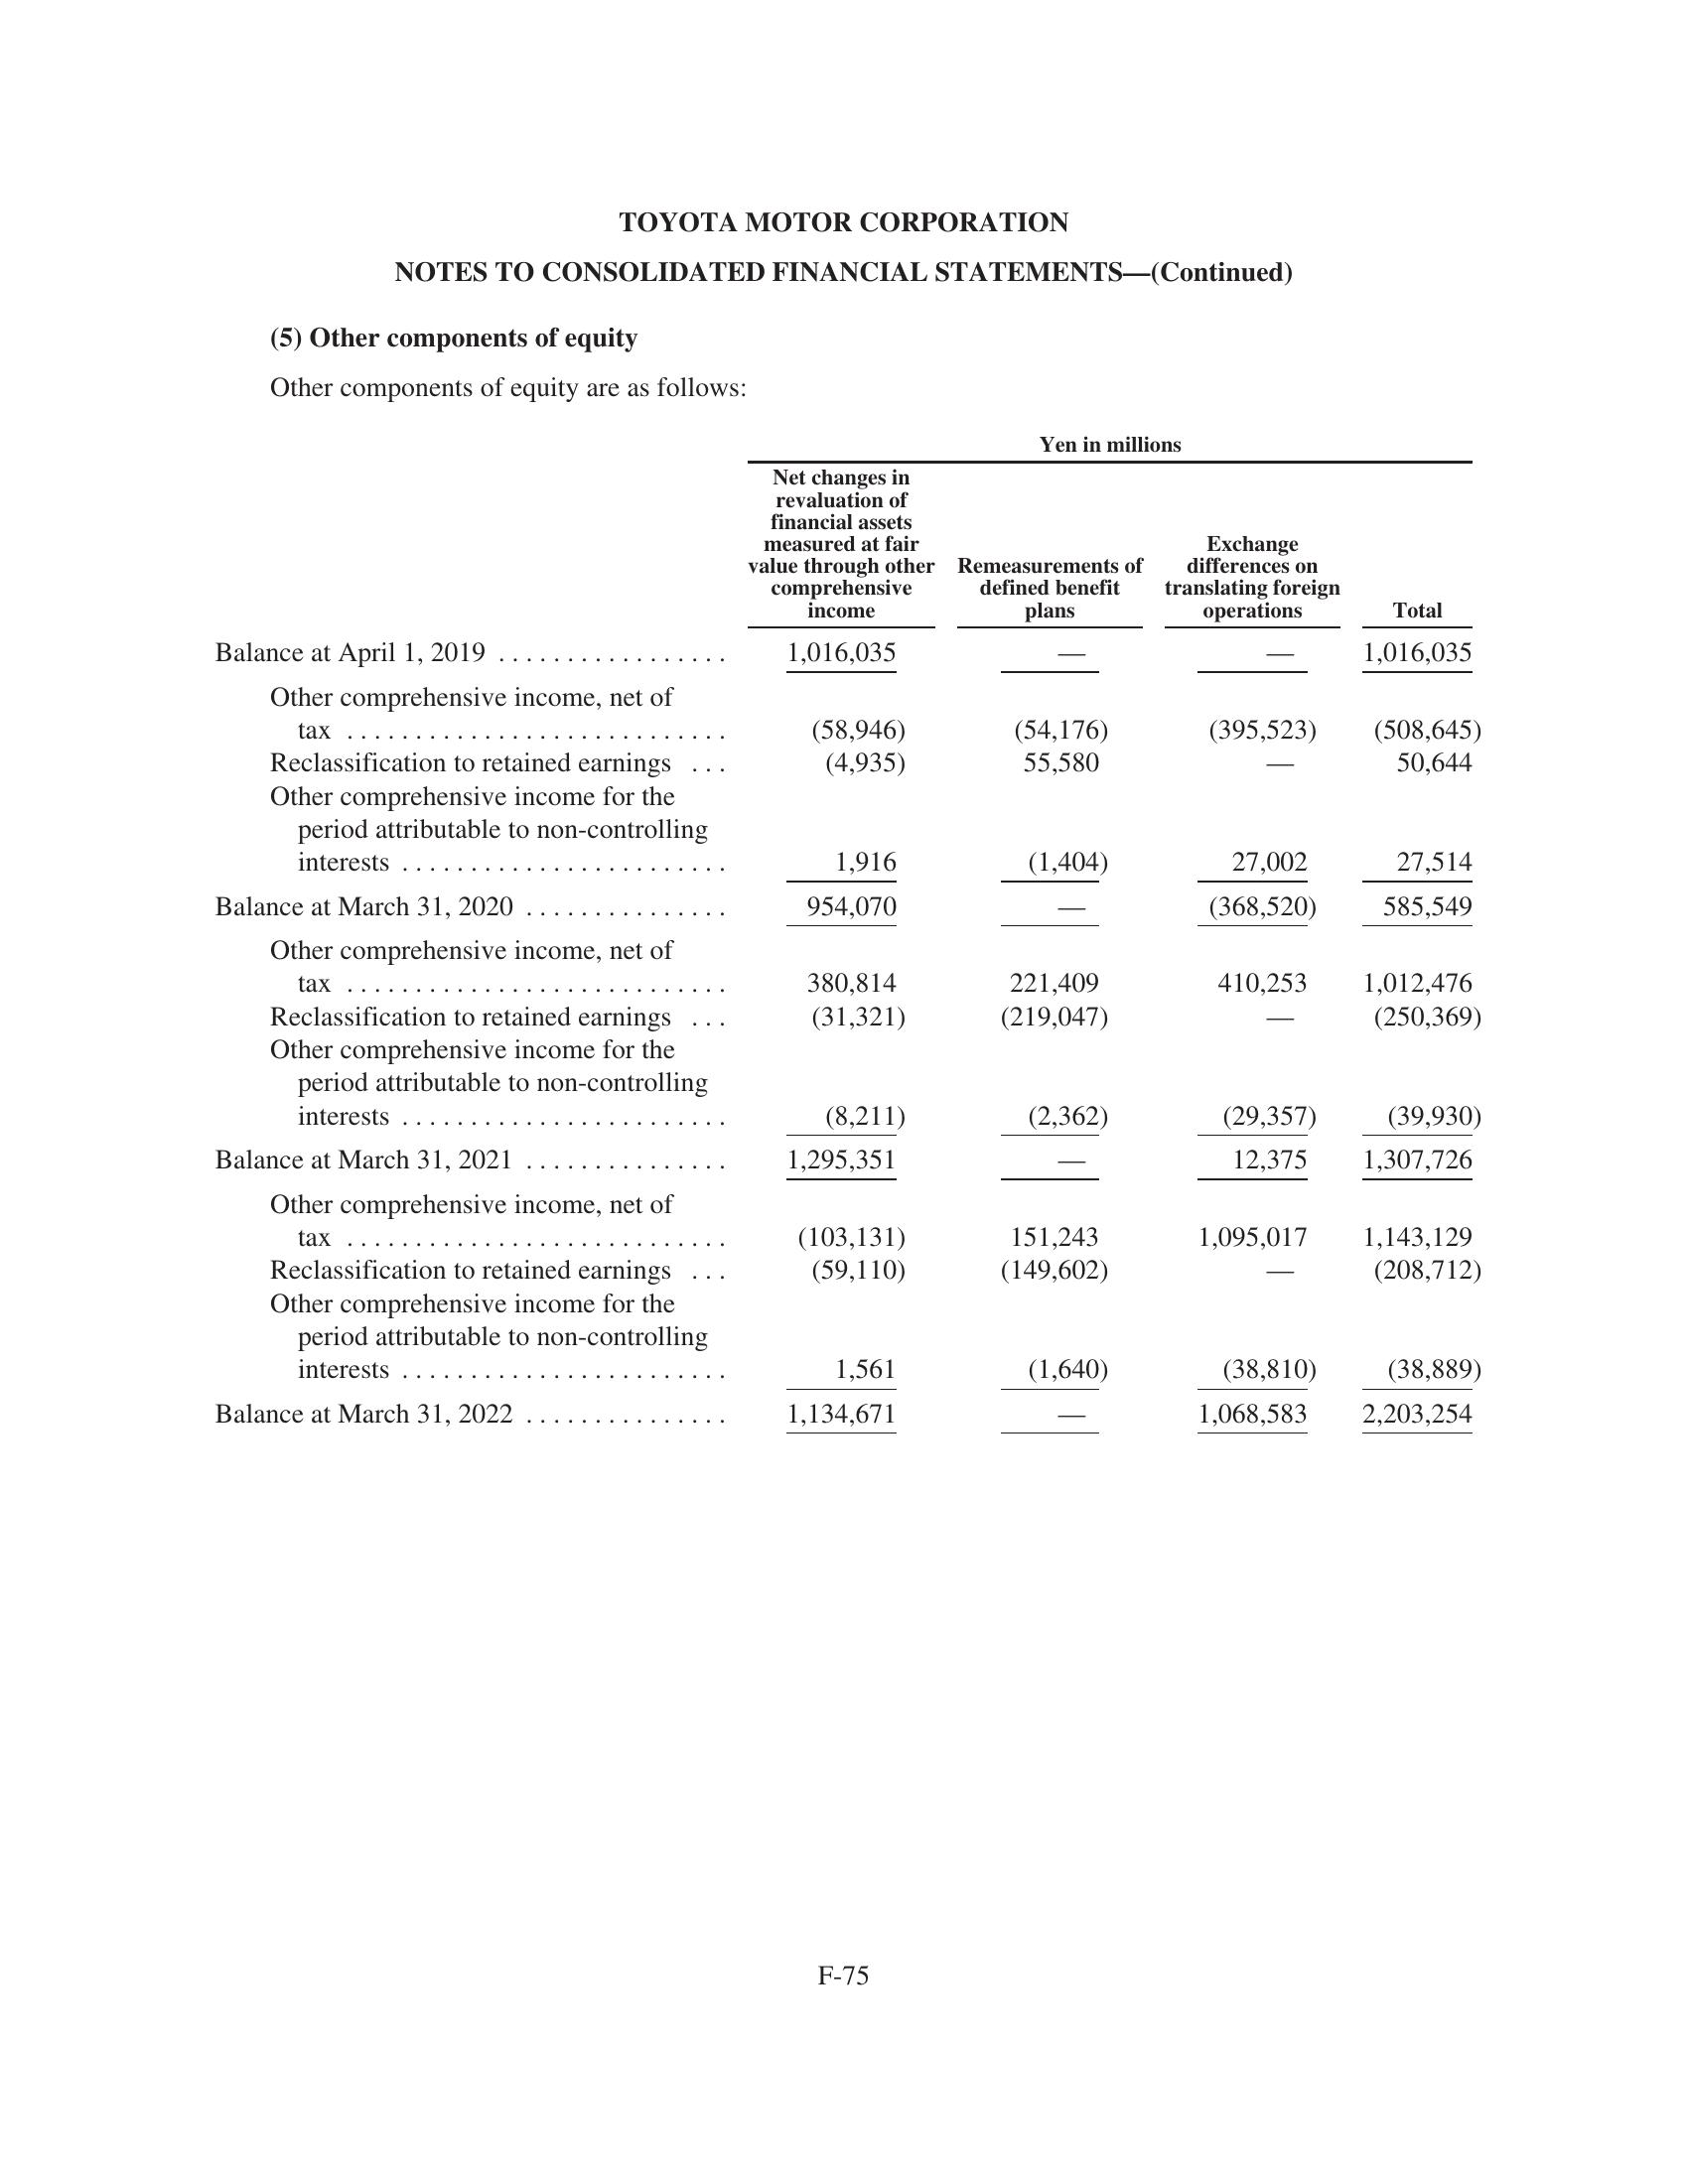 TOYOTA MOTOR CORPORATION
NOTES TO CONSOLIDATED FINANCIAL STATEMENTS—(Continued)
(5) Other components of equity
Other components of equity are as follows:
Yen in millions
Net changes in
revaluation of
financial assets
measured at fair
value through other
comprehensive
income
Remeasurements of
defined benefit
plans
Exchange
differences on
translating foreign
operations
Total
Balance at April 1, 2019 . . . . . . . . . . . . . . . . . 1,016,035 — — 1,016,035
Other comprehensive income, net of
tax . . . . . . . . . . . . . . . . . . . . . . . . . . . . (58,946) (54,176) (395,523) (508,645)
Reclassification to retained earnings . . . (4,935) 55,580 — 50,644
Other comprehensive income for the
period attributable to non-controlling
interests . . . . . . . . . . . . . . . . . . . . . . . . 1,916 (1,404) 27,002 27,514
Balance at March 31, 2020 . . . . . . . . . . . . . . . 954,070 — (368,520) 585,549
Other comprehensive income, net of
tax . . . . . . . . . . . . . . . . . . . . . . . . . . . . 380,814 221,409 410,253 1,012,476
Reclassification to retained earnings . . . (31,321) (219,047) — (250,369)
Other comprehensive income for the
period attributable to non-controlling
interests . . . . . . . . . . . . . . . . . . . . . . . . (8,211) (2,362) (29,357) (39,930)
Balance at March 31, 2021 . . . . . . . . . . . . . . . 1,295,351 — 12,375 1,307,726
Other comprehensive income, net of
tax . . . . . . . . . . . . . . . . . . . . . . . . . . . . (103,131) 151,243 1,095,017 1,143,129
Reclassification to retained earnings . . . (59,110) (149,602) — (208,712)
Other comprehensive income for the
period attributable to non-controlling
interests . . . . . . . . . . . . . . . . . . . . . . . . 1,561 (1,640) (38,810) (38,889)
Balance at March 31, 2022 . . . . . . . . . . . . . . . 1,134,671 — 1,068,583 2,203,254
F-75